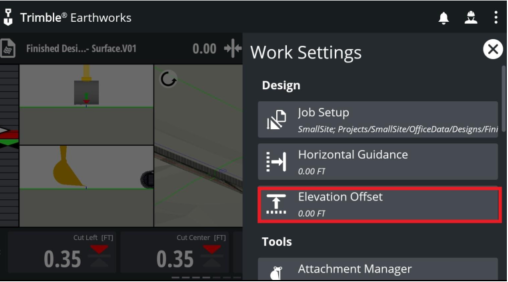 Trimble® Earthworks
Finished Desi...- Surface.V01
0.00
Work Settings
Design
Job Setup
SmallSite; Projects/SmallSite/OfficeData/Designs/Fini
Horizontal Guidance
0.00 FT
Elevation Offset
0.00 FT
Tools
Attachment Manager
Cut Left [FT]
0.35
Cut Center [FT]
0.35